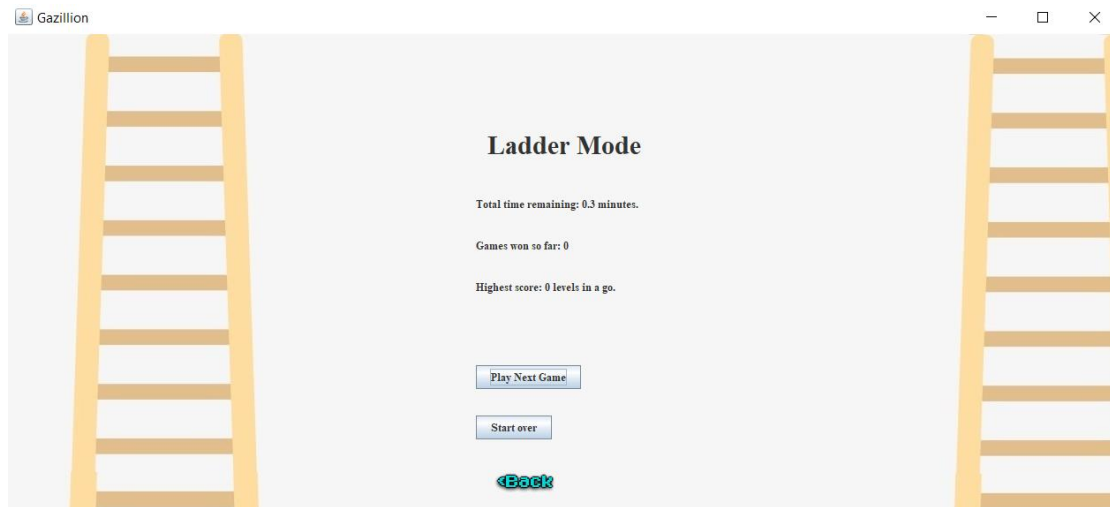 Gazillion
Ladder Mode
Total time remaining: 0.3 minutes.
Games won so far: 0
Highest score: 0 levels in a go.
Play Next Game
Start over
<Back